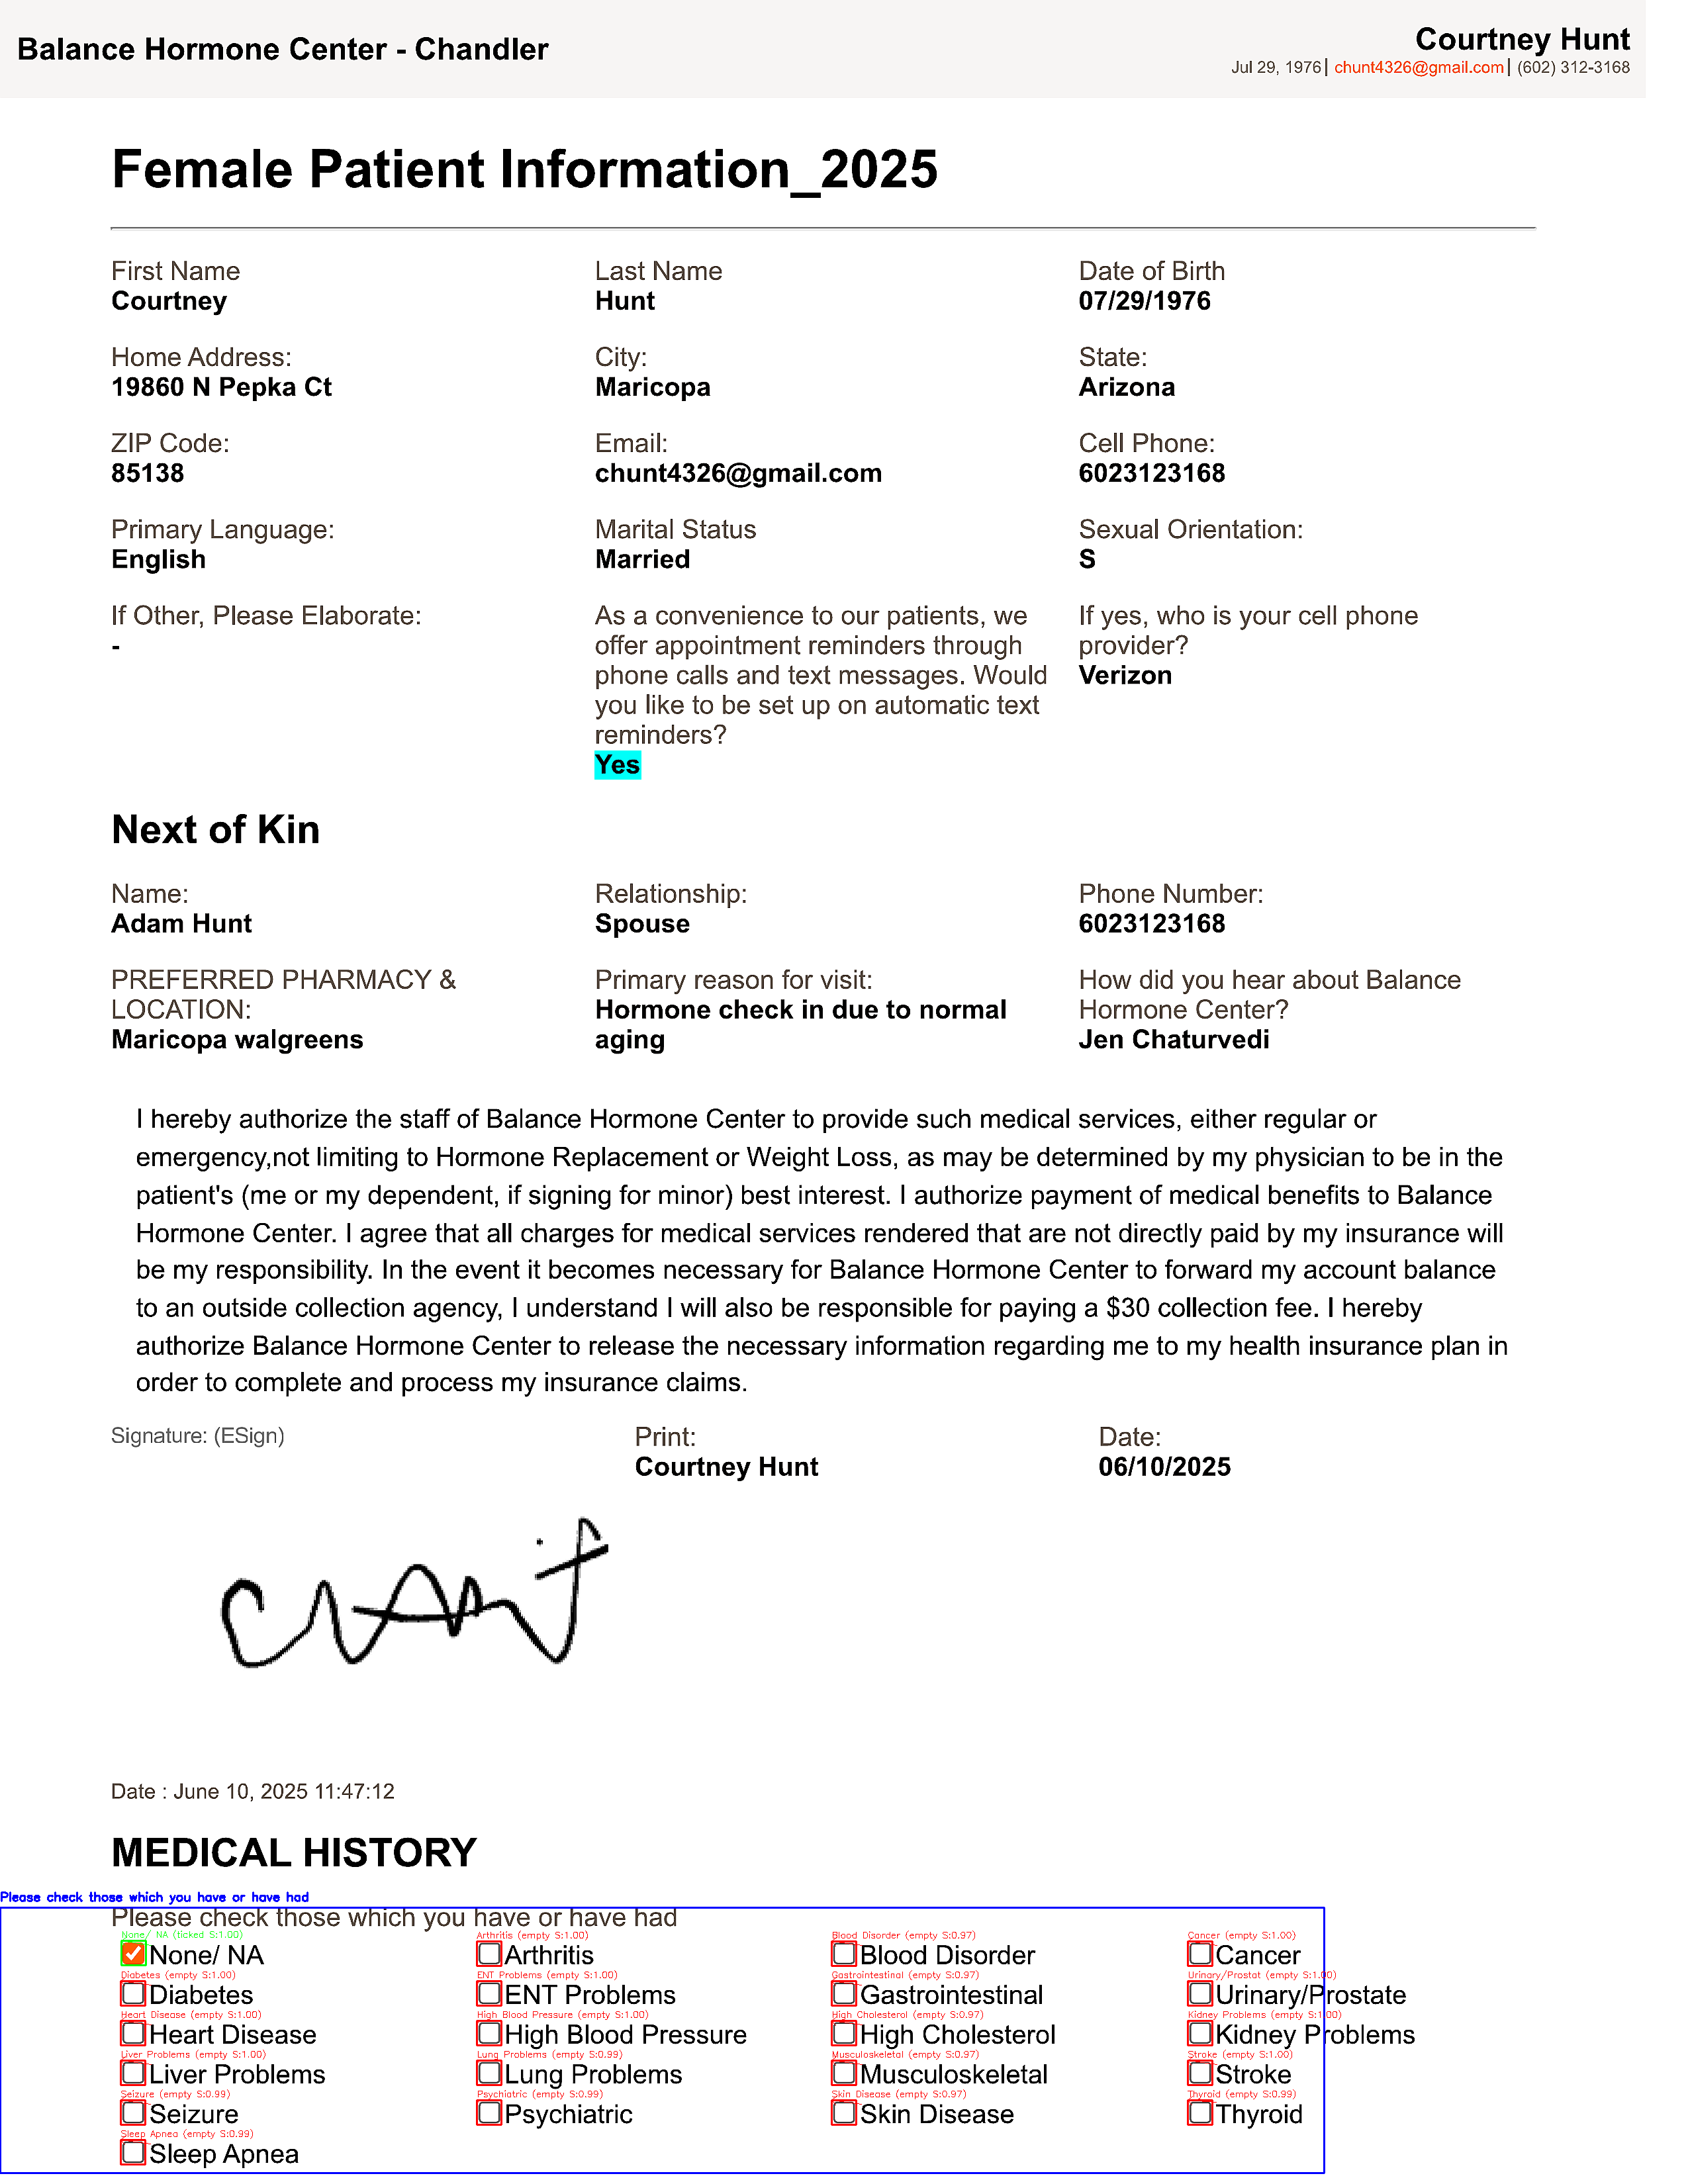 Balance Hormone Center - Chandler
Courtney Hunt
Jul 29, 1976| chunt4326@gmail.com| (602) 312-3168
Female Patient Information_2025
First Name Last Name Date of Birth
Courtney Hunt 07/29/1976
Home Address: City: State:
19860 N Pepka Ct Maricopa Arizona
ZIP Code: Email: Cell Phone:
85138 chunt4326@gmail.com 6023123168
Primary Language: Marital Status Sexual Orientation:
English Married S
If Other, Please Elaborate:
-
As a convenience to our patients, we
offer appointment reminders through
phone calls and text messages. Would
you like to be set up on automatic text
reminders?
Yes
If yes, who is your cell phone
provider?
Verizon
Next of Kin
Name: Relationship: Phone Number:
Adam Hunt Spouse 6023123168
PREFERRED PHARMACY &
LOCATION:
Maricopa walgreens
Primary reason for visit:
Hormone check in due to normal
aging
How did you hear about Balance
Hormone Center?
Jen Chaturvedi
I hereby authorize the staff of Balance Hormone Center to provide such medical services, either regular or
emergency,not limiting to Hormone Replacement or Weight Loss, as may be determined by my physician to be in the
patient's (me or my dependent, if signing for minor) best interest. I authorize payment of medical benefits to Balance
Hormone Center. I agree that all charges for medical services rendered that are not directly paid by my insurance will
be my responsibility. In the event it becomes necessary for Balance Hormone Center to forward my account balance
to an outside collection agency, I understand I will also be responsible for paying a $30 collection fee. I hereby
authorize Balance Hormone Center to release the necessary information regarding me to my health insurance plan in
order to complete and process my insurance claims.
Signature: (ESign) Print: Date:
Courtney Hunt 06/10/2025
Date : June 10, 2025 11:47:12
MEDICAL HISTORY
Please check those which you have or have had
Please check those which you have or have had
None/ NA (ticked S:1.00) Arthritis (empty S:1.00) Blood Disorder (empty S:0.97) Cancer (empty S:1.00)
None/ NA Arthritis Blood Disorder Cancer
Diabetes (empty S:1.00) ENT Problems (empty S:1.00) Gastrointestinal (empty S:0.97) Urinary/Prostat (empty S:1.00)
Diabetes ENT Problems Gastrointestinal Urinary/Prostate
Heart Disease (empty S:1.00) High Blood Pressure (empty S:1.00) High Cholesterol (empty S:0.97) Kidney Problems (empty S:1.00)
Heart Disease High Blood Pressure High Cholesterol Kidney Problems
Liver Problems (empty S:1.00) Lung Problems (empty S:0.99) Musculoskeletal (empty S:0.97) Stroke (empty S:1.00)
Liver Problems Lung Problems Musculoskeletal Stroke
Seizure (empty S:0.99) Psychiatric (empty S:0.99) Skin Disease (empty S:0.97) Thyroid (empty S:0.99)
Seizure Psychiatric Skin Disease Thyroid
Sleep Apnea (empty S:0.99)
Sleep Apnea